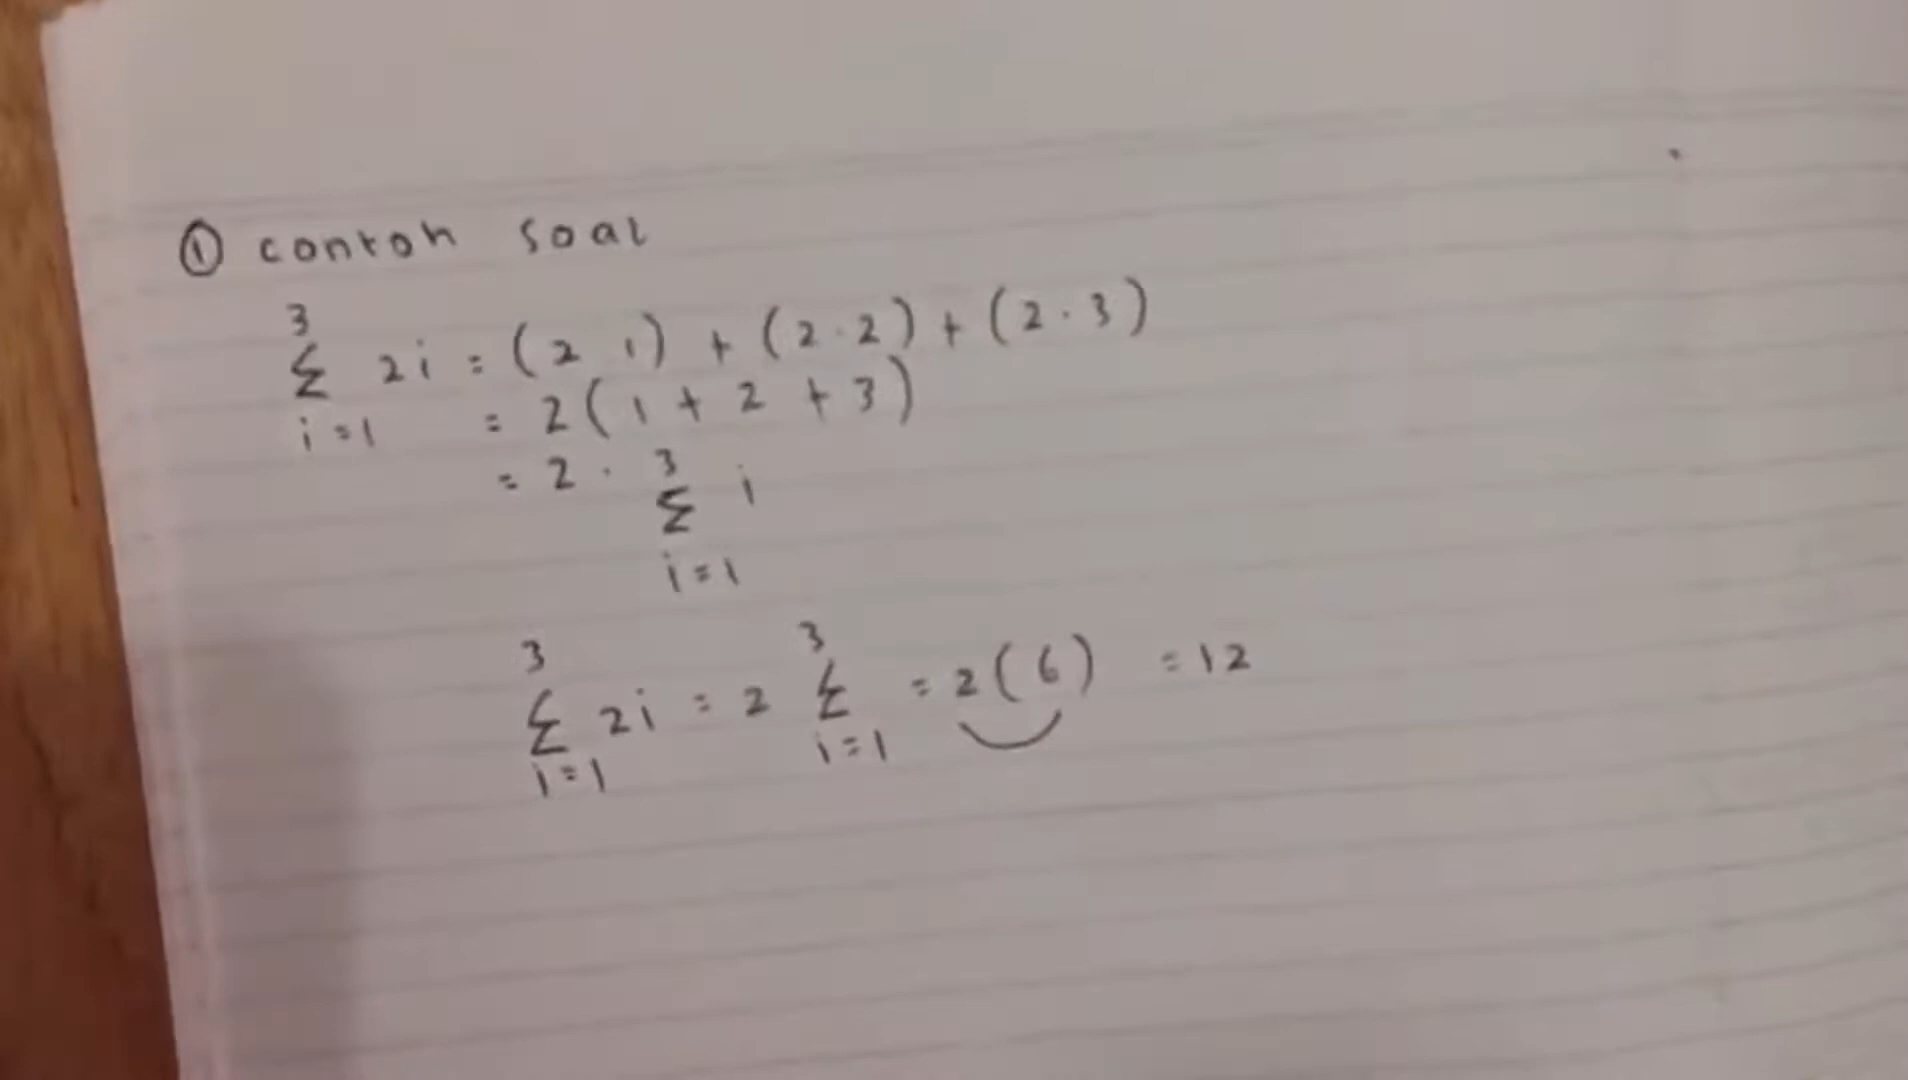 ① contoh soal
3
Σ 2i = (2 1) + (2·2) + (2·3)
i=1 = 2(1 + 2 + 3)
= 2 · 3
Σ i
i=1
3 3
Σ 2i = 2 Σ = 2(6) = 12
i=1 i=1